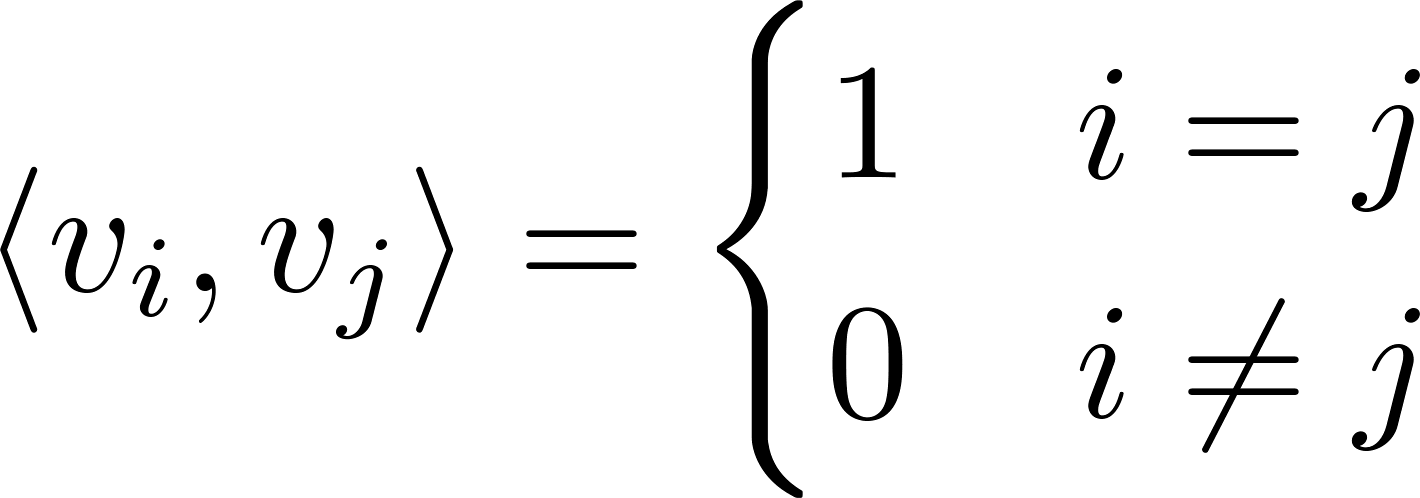 ⟨v_i, v_j⟩ = { 1  i = j
0  i ≠ j